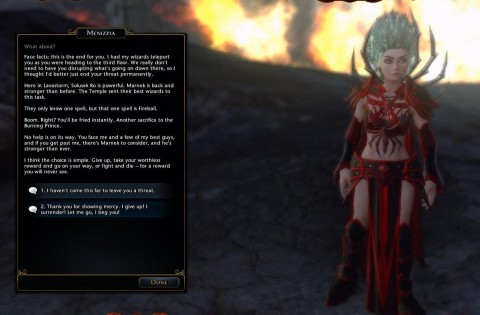 Menizzia
What about?
Face facts: this is the end for you. I had my wizards teleport
you as you were heading to the third floor. We really don't
need to have you disrupting what's going on down there, so i
thought I'd better just end your threat permanently.
Here in Lavastorm, Solusek Ro is powerful. Marnek is back and
stronger than before. The Temple sent their best wizards to
this task.
They only know one spell, but that one spell is Fireball.
Boom. Right? You'll be fried instantly. Another sacrifice to the
Burning Prince.
No help is on its way. You face me and a few of my best guys,
and if you get past me, there's Marnek to consider, and he's
stronger than ever.
I think the choice is simple. Give up, take your worthless
reward and go on your way, or fight and die - for a reward
you will never see.
1. I haven't come this far to leave you a threat.
2. Thank you for showing mercy. I give up! I
surrender! Let me go, I beg you!
Done